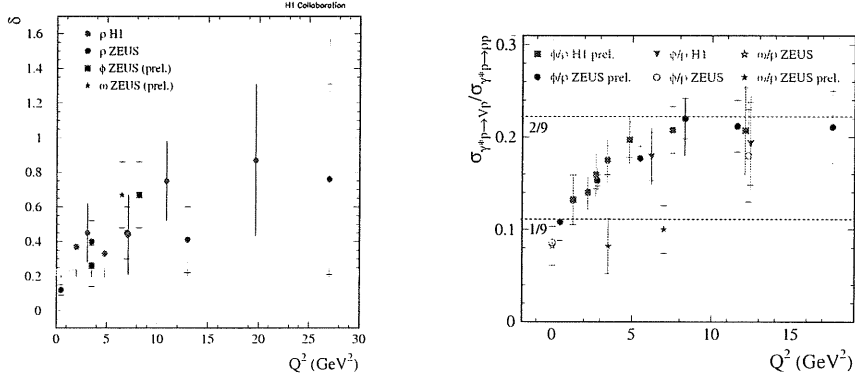 H1 Collaboration
δ
1.6
1.4
1.2
1
0.8
0.6
0.4
0.2
0
ρ H1
ρ ZEUS
ϕ ZEUS (prel.)
ω ZEUS (prel.)
0 5 10 15 20 25 30
Q² (GeV²)
σγ*p→Vp/σγ*p→ρp
0.3
0.2
0.1
0
ϕ/ρ H1 prel.
ϕ/ρ ZEUS prel.
ϕ/ρ H1
ϕ/ρ ZEUS
ω/ρ ZEUS
ω/ρ ZEUS prel.
2/9
1/9
0 5 10 15
Q² (GeV²)